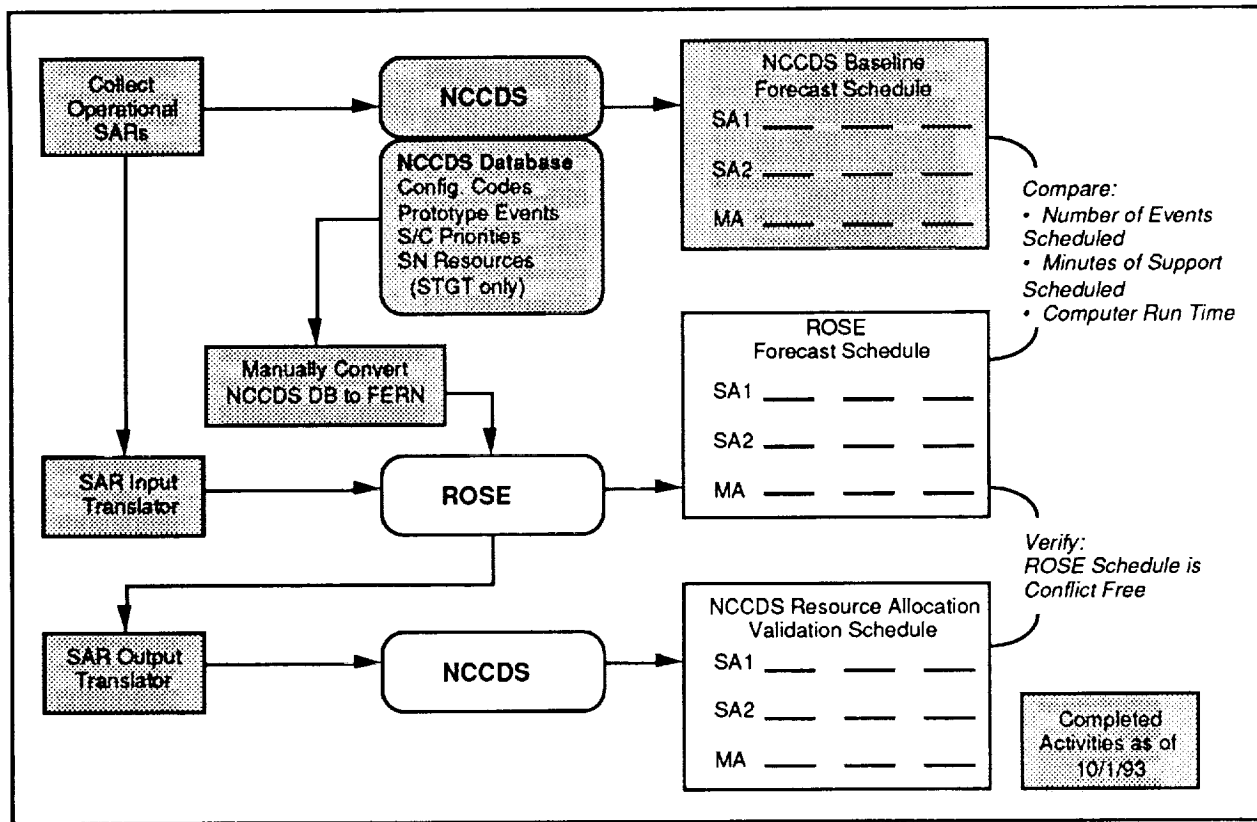 Collect
Operational
SARs
NCCDS
NCCDS Baseline
Forecast Schedule
SA1
SA2
MA
NCCDS Database
Config. Codes
Prototype Events
S/C Priorities
SN Resources
(STGT only)
Compare:
• Number of Events
Scheduled
• Minutes of Support
Scheduled
• Computer Run Time
Manually Convert
NCCDS DB to FERN
ROSE
Forecast Schedule
SA1
SA2
MA
SAR Input
Translator
ROSE
Verify:
ROSE Schedule is
Conflict Free
SAR Output
Translator
NCCDS
NCCDS Resource Allocation
Validation Schedule
SA1
SA2
MA
Completed
Activities as of
10/1/93